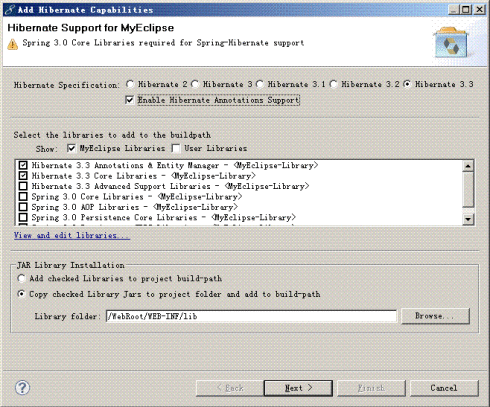 Add Hibernate Capabilities
Hibernate Support for MyEclipse
Spring 3.0 Core Libraries required for Spring-Hibernate support
Hibernate Specification: Hibernate 2 Hibernate 3 Hibernate 3.1 Hibernate 3.2 Hibernate 3.3
Enable Hibernate Annotations Support
Select the libraries to add to the buildpath
Show: MyEclipse Libraries User Libraries
Hibernate 3.3 Annotations & Entity Manager - <MyEclipse-Library>
Hibernate 3.3 Core Libraries - <MyEclipse-Library>
Hibernate 3.3 Advanced Support Libraries - <MyEclipse-Library>
Spring 3.0 Core Libraries - <MyEclipse-Library>
Spring 3.0 AOP Libraries - <MyEclipse-Library>
Spring 3.0 Persistence Core Libraries - <MyEclipse-Library>
View and edit libraries...
JAR Library Installation
Add checked Libraries to project build-path
Copy checked Library Jars to project folder and add to build-path
Library folder: /WebRoot/WEB-INF/lib Browse...
? < Back Next > Finish Cancel